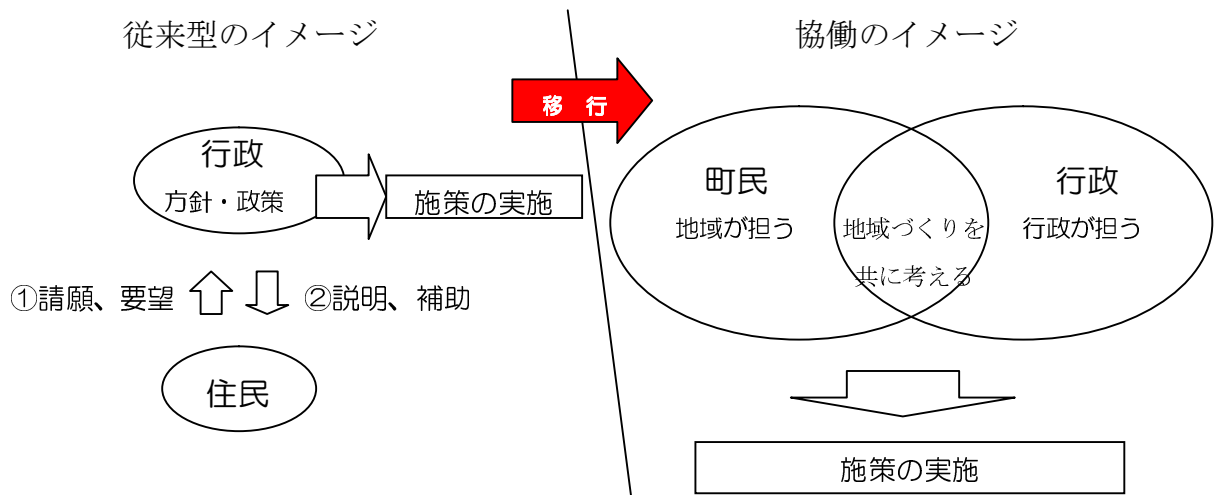 従来型のイメージ
行政
方針・政策
施策の実施
①請願、要望
②説明、補助
住民
移 行
協働のイメージ
町民
地域が担う
地域づくりを
共に考える
行政
行政が担う
施策の実施